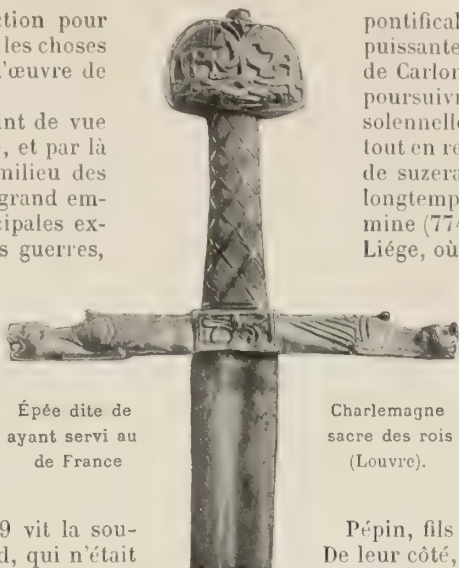 ction pour
les choses
l'œuvre de
int de vue
, et par là
milieu des
grand em-
cipales ex-
s guerres,
pontifical
puissante
de Carlon
poursuivr
solennelle
tout en re
de suzera
longtemp
mine (774
Liége, où
Épée dite de Charlemagne
ayant servi au sacre des rois
de France (Louvre).
9 vit la sou-
d, qui n'était
Pépin, fils
De leur côté,